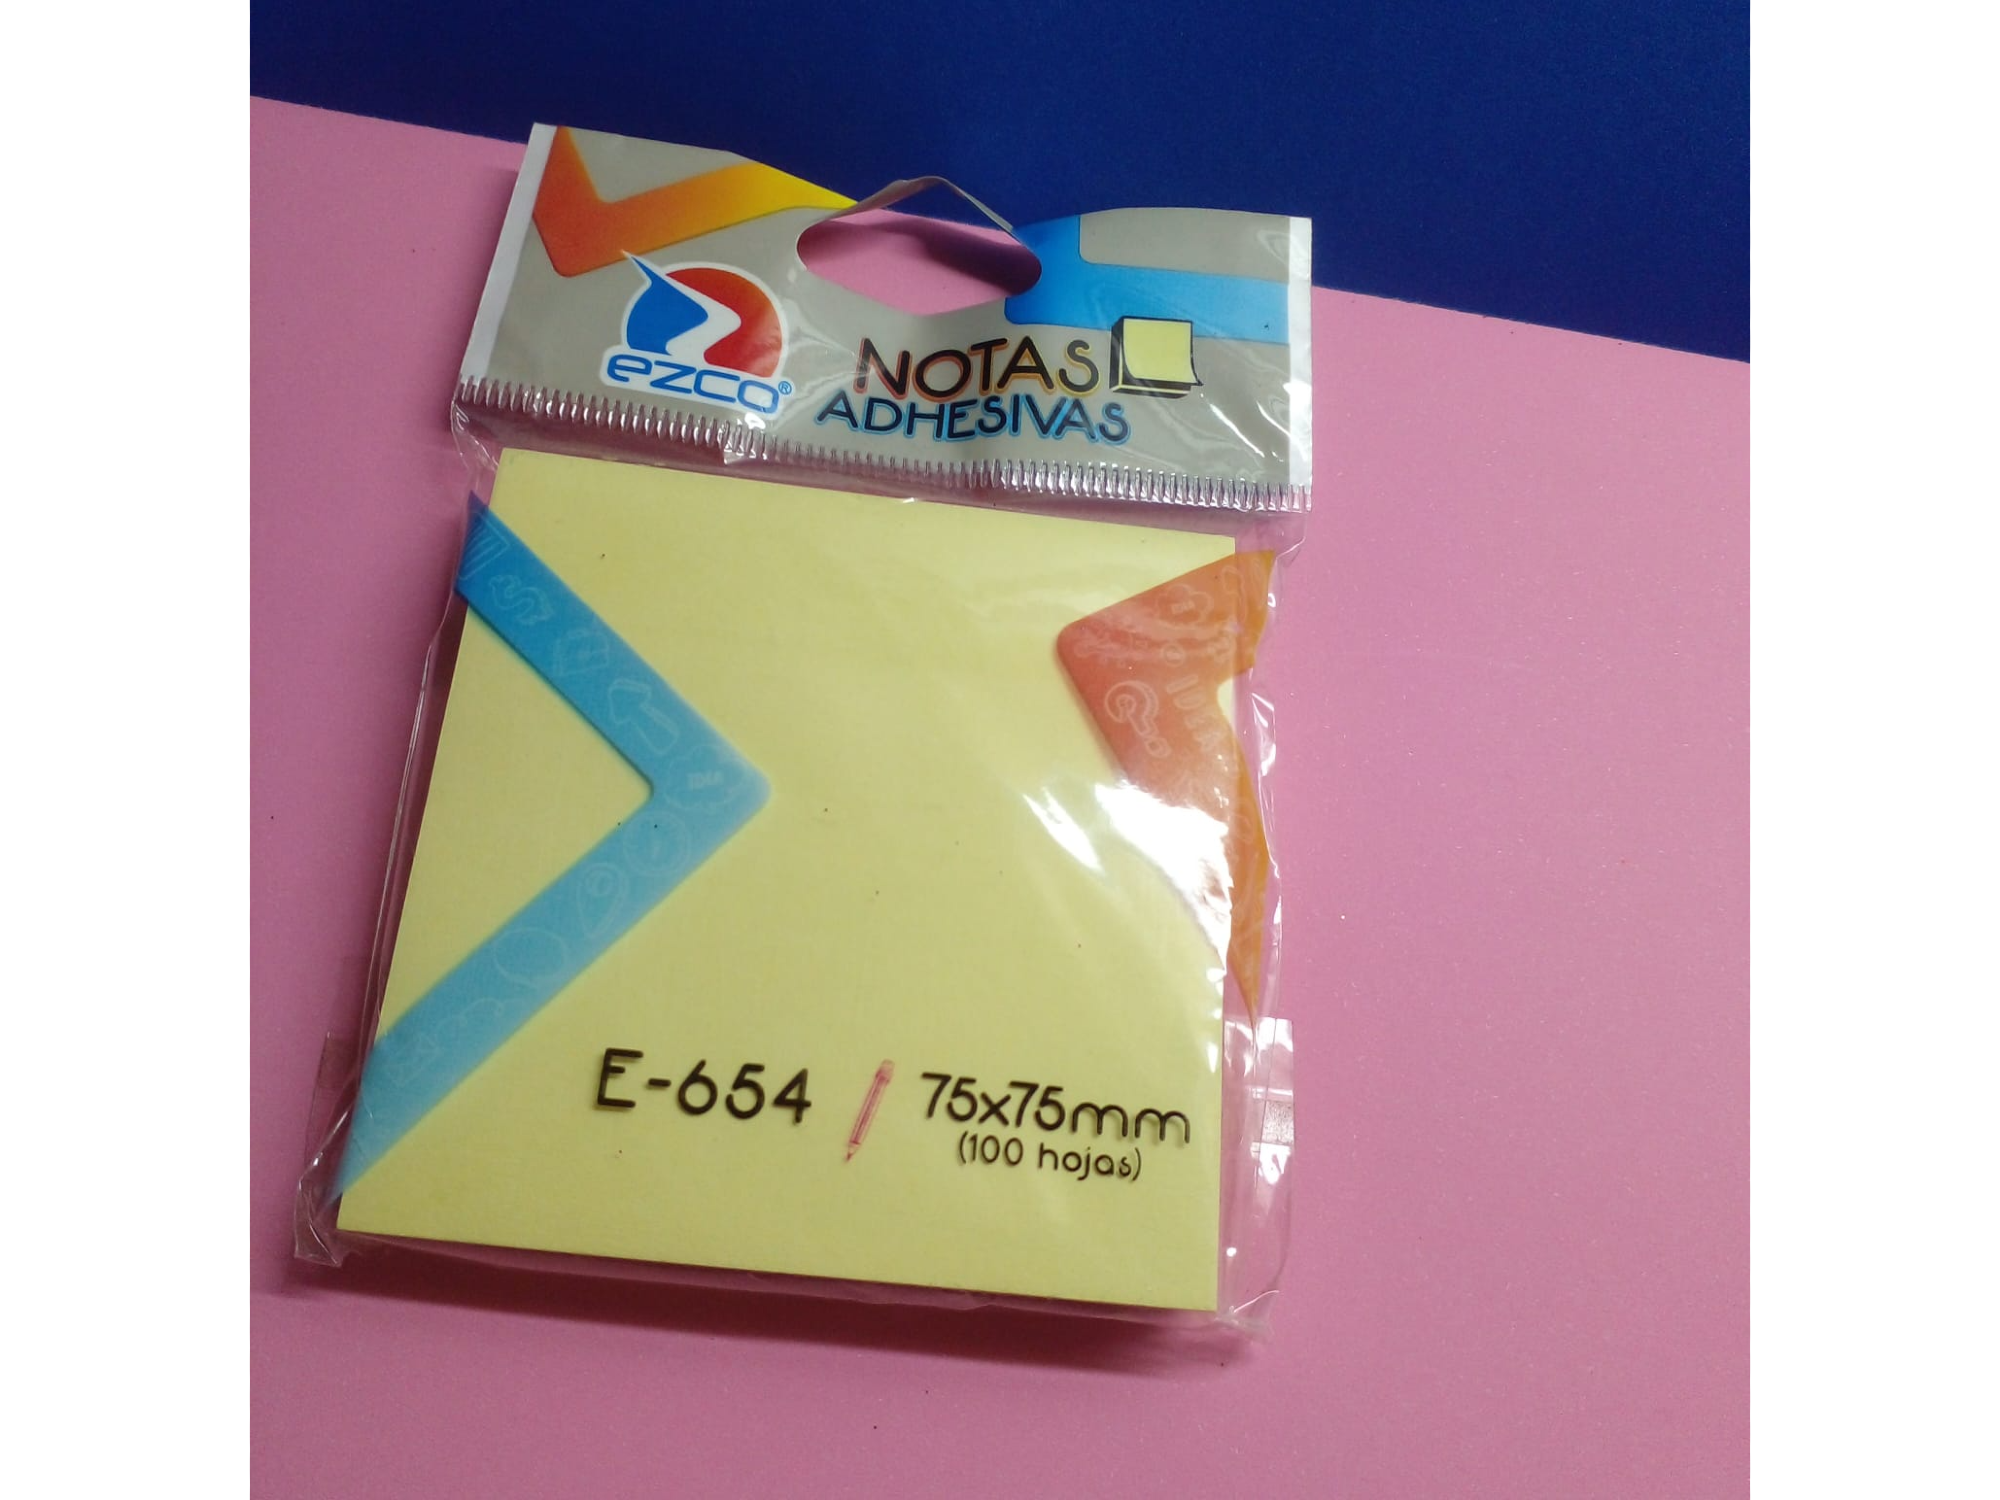 ezco®
NOTAS
ADHESIVAS
E-654
75x75mm
(100 hojas)